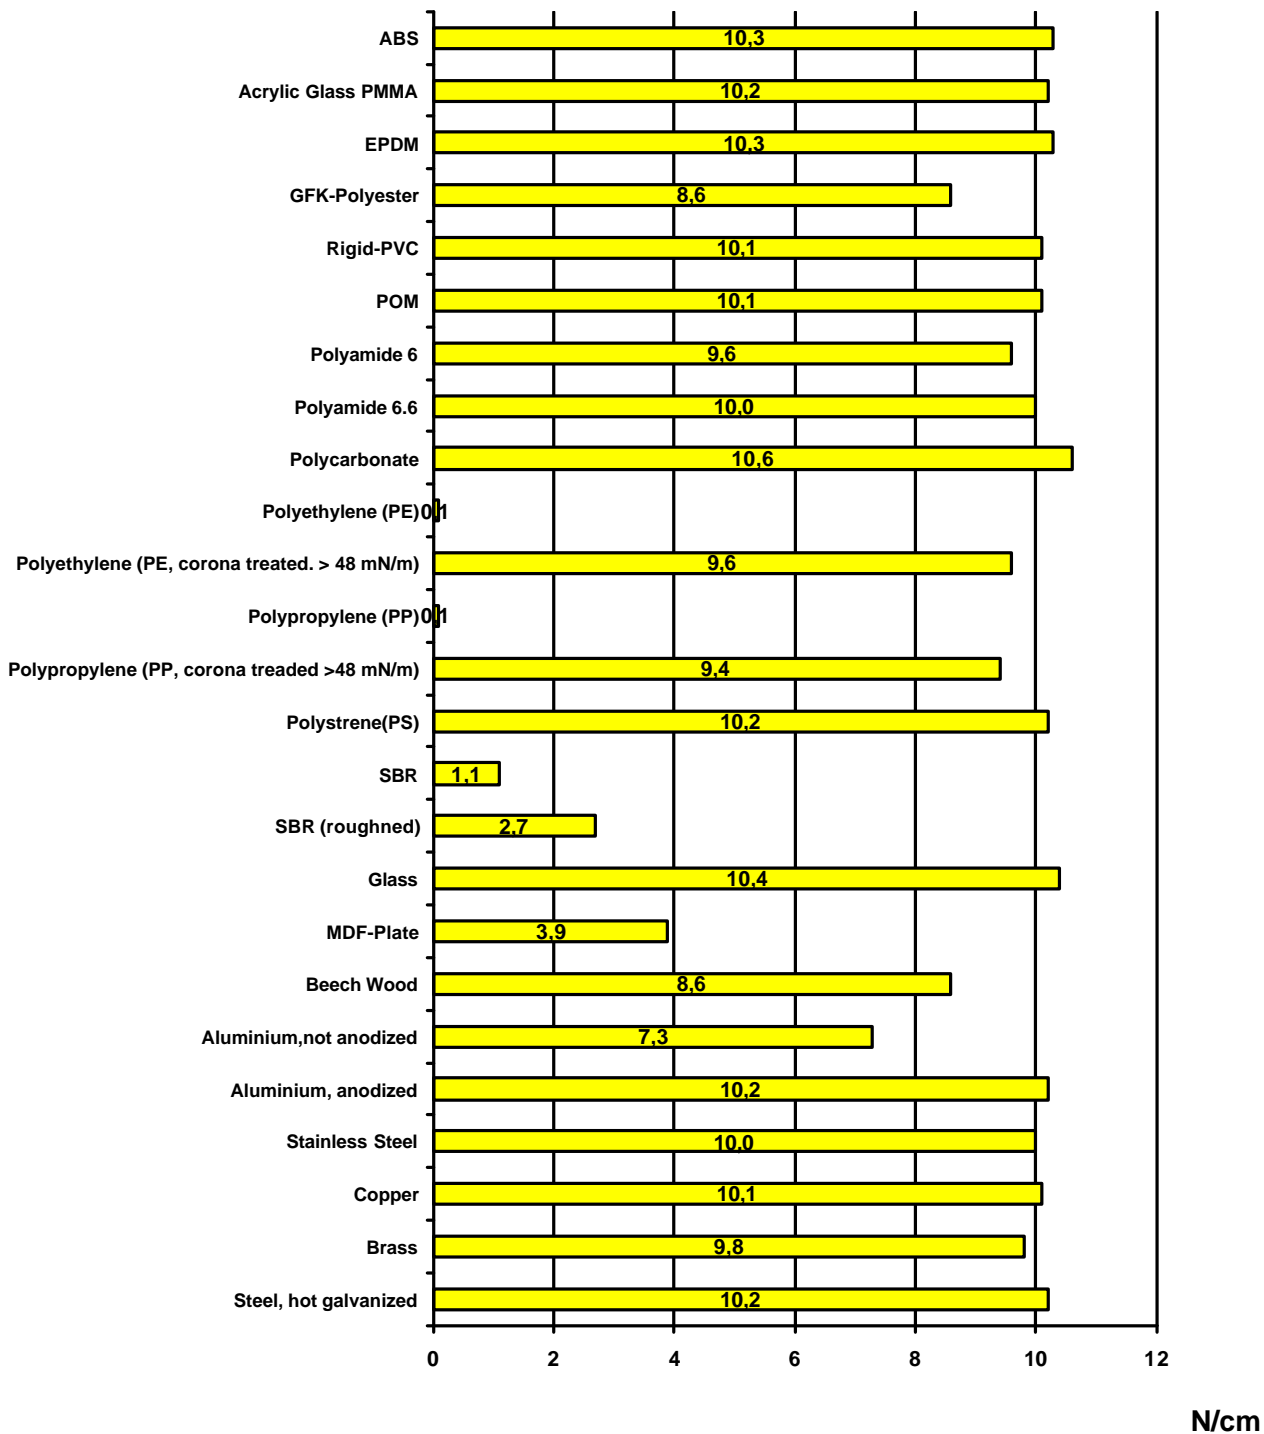 ABS 10,3
Acrylic Glass PMMA 10,2
EPDM 10,3
GFK-Polyester 8,6
Rigid-PVC 10,1
POM 10,1
Polyamide 6 9,6
Polyamide 6.6 10,0
Polycarbonate 10,6
Polyethylene (PE) 0,1
Polyethylene (PE, corona treated. > 48 mN/m) 9,6
Polypropylene (PP) 0,1
Polypropylene (PP, corona treaded >48 mN/m) 9,4
Polystrene(PS) 10,2
SBR 1,1
SBR (roughned) 2,7
Glass 10,4
MDF-Plate 3,9
Beech Wood 8,6
Aluminium,not anodized 7,3
Aluminium, anodized 10,2
Stainless Steel 10,0
Copper 10,1
Brass 9,8
Steel, hot galvanized 10,2
0 2 4 6 8 10 12
N/cm